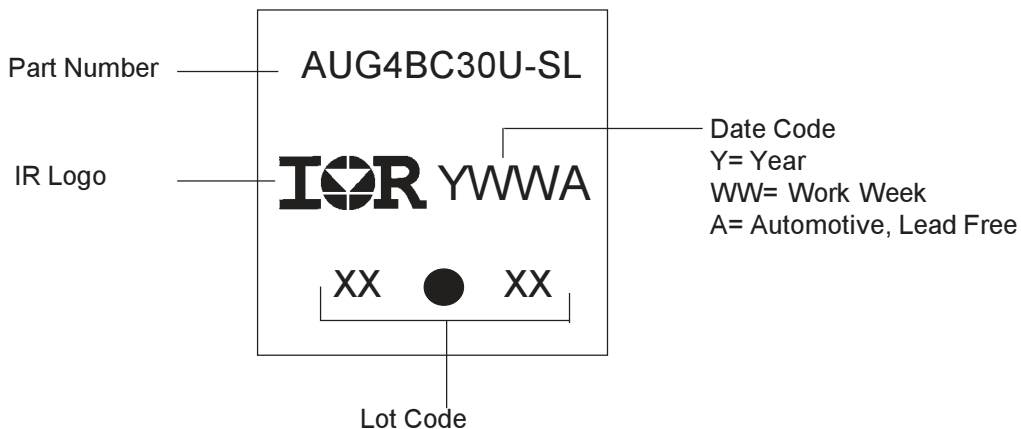 Part Number
AUG4BC30U-SL
IR Logo
IOR YWWA
Date Code
Y= Year
WW= Work Week
A= Automotive, Lead Free
XX XX
Lot Code